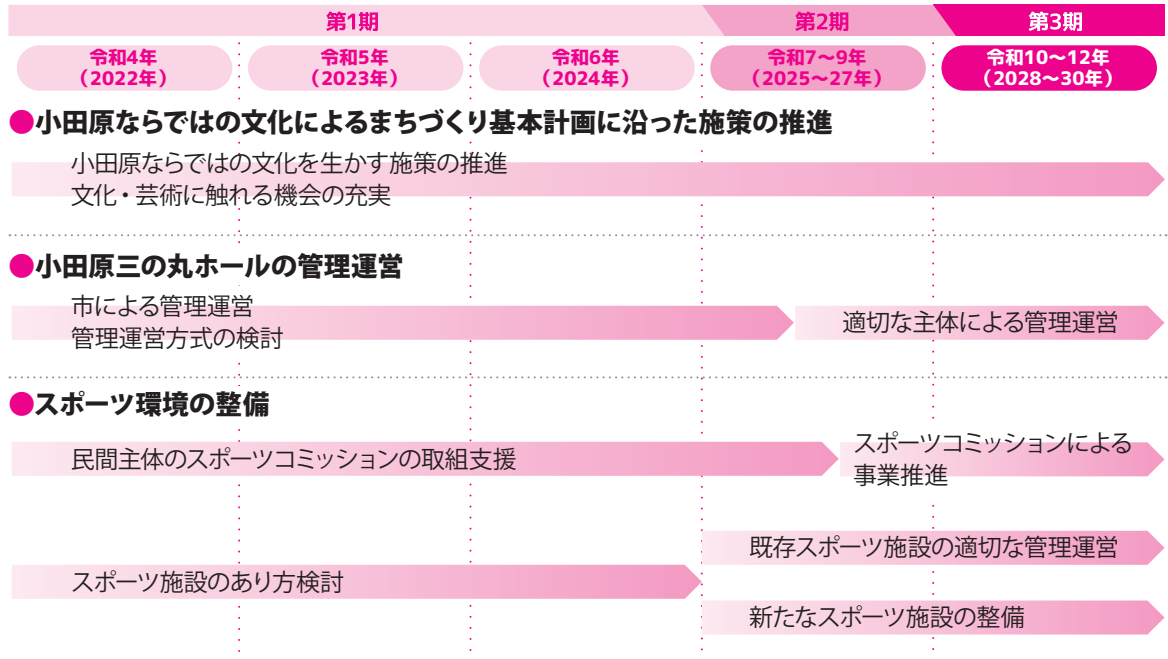 第1期
第2期
第3期
令和4年
（2022年）
令和5年
（2023年）
令和6年
（2024年）
令和7～9年
（2025～27年）
令和10～12年
（2028～30年）
●小田原ならではの文化によるまちづくり基本計画に沿った施策の推進
小田原ならではの文化を生かす施策の推進
文化・芸術に触れる機会の充実
●小田原三の丸ホールの管理運営
市による管理運営
管理運営方式の検討
適切な主体による管理運営
●スポーツ環境の整備
民間主体のスポーツコミッションの取組支援
スポーツコミッションによる
事業推進
既存スポーツ施設の適切な管理運営
スポーツ施設のあり方検討
新たなスポーツ施設の整備